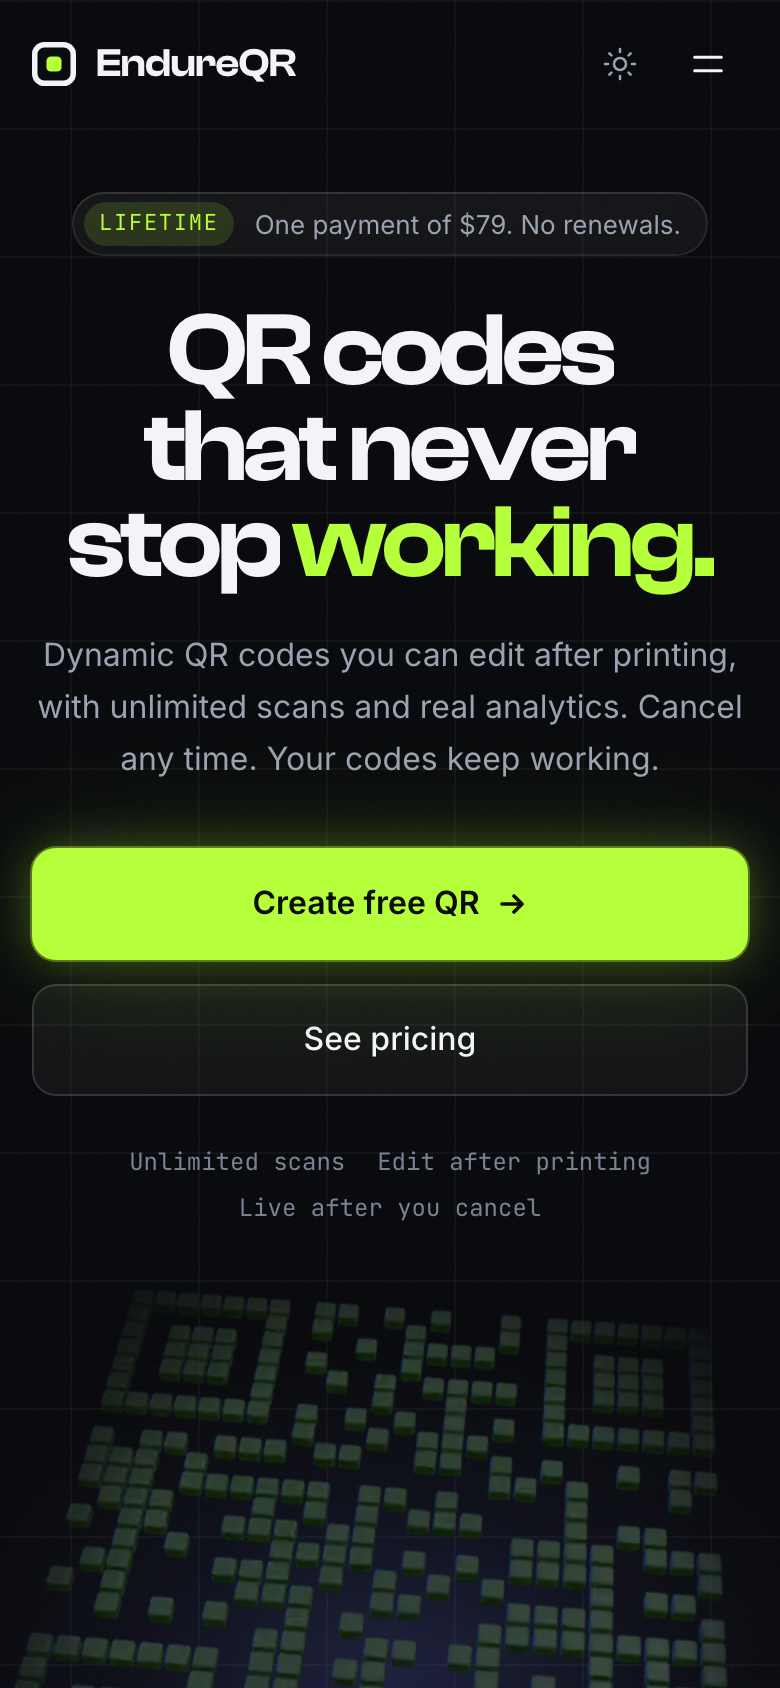 EndureQR
LIFETIME One payment of $79. No renewals.
QR codes
that never
stop working.
Dynamic QR codes you can edit after printing,
with unlimited scans and real analytics. Cancel
any time. Your codes keep working.
Create free QR →
See pricing
Unlimited scans Edit after printing
Live after you cancel